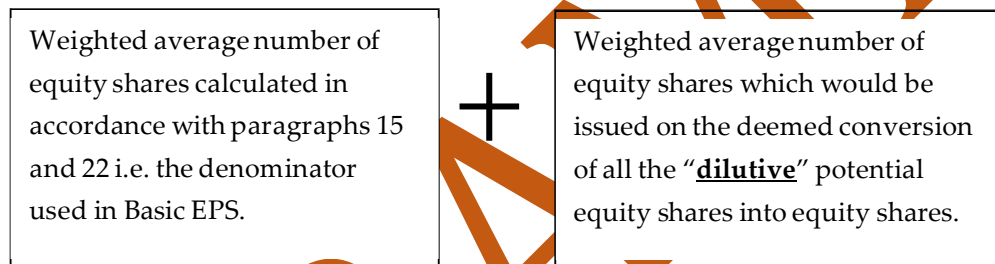 Weighted average number of
equity shares calculated in
accordance with paragraphs 15
and 22 i.e. the denominator
used in Basic EPS.
+
Weighted average number of
equity shares which would be
issued on the deemed conversion
of all the “dilutive” potential
equity shares into equity shares.